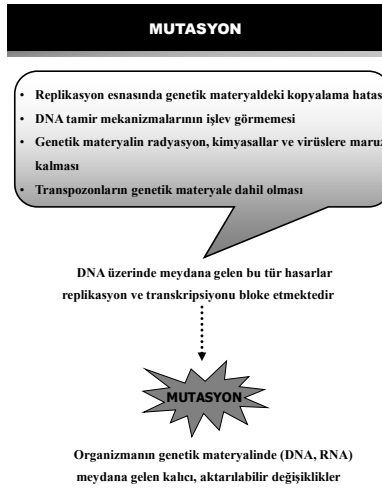 MUTASYON
• Replikasyon esnasında genetik materyaldeki kopyalama hatas
• DNA tamir mekanizmalarının işlev görmemesi
• Genetik materyalin radyasyon, kimyasallar ve virüslere maruz
kalması
• Transpozonların genetik materyale dahil olması
DNA üzerinde meydana gelen bu tür hasarlar
replikasyon ve transkripsiyonu bloke etmektedir
MUTASYON
Organizmanın genetik materyalinde (DNA, RNA)
meydana gelen kalıcı, aktarılabilir değişiklikler